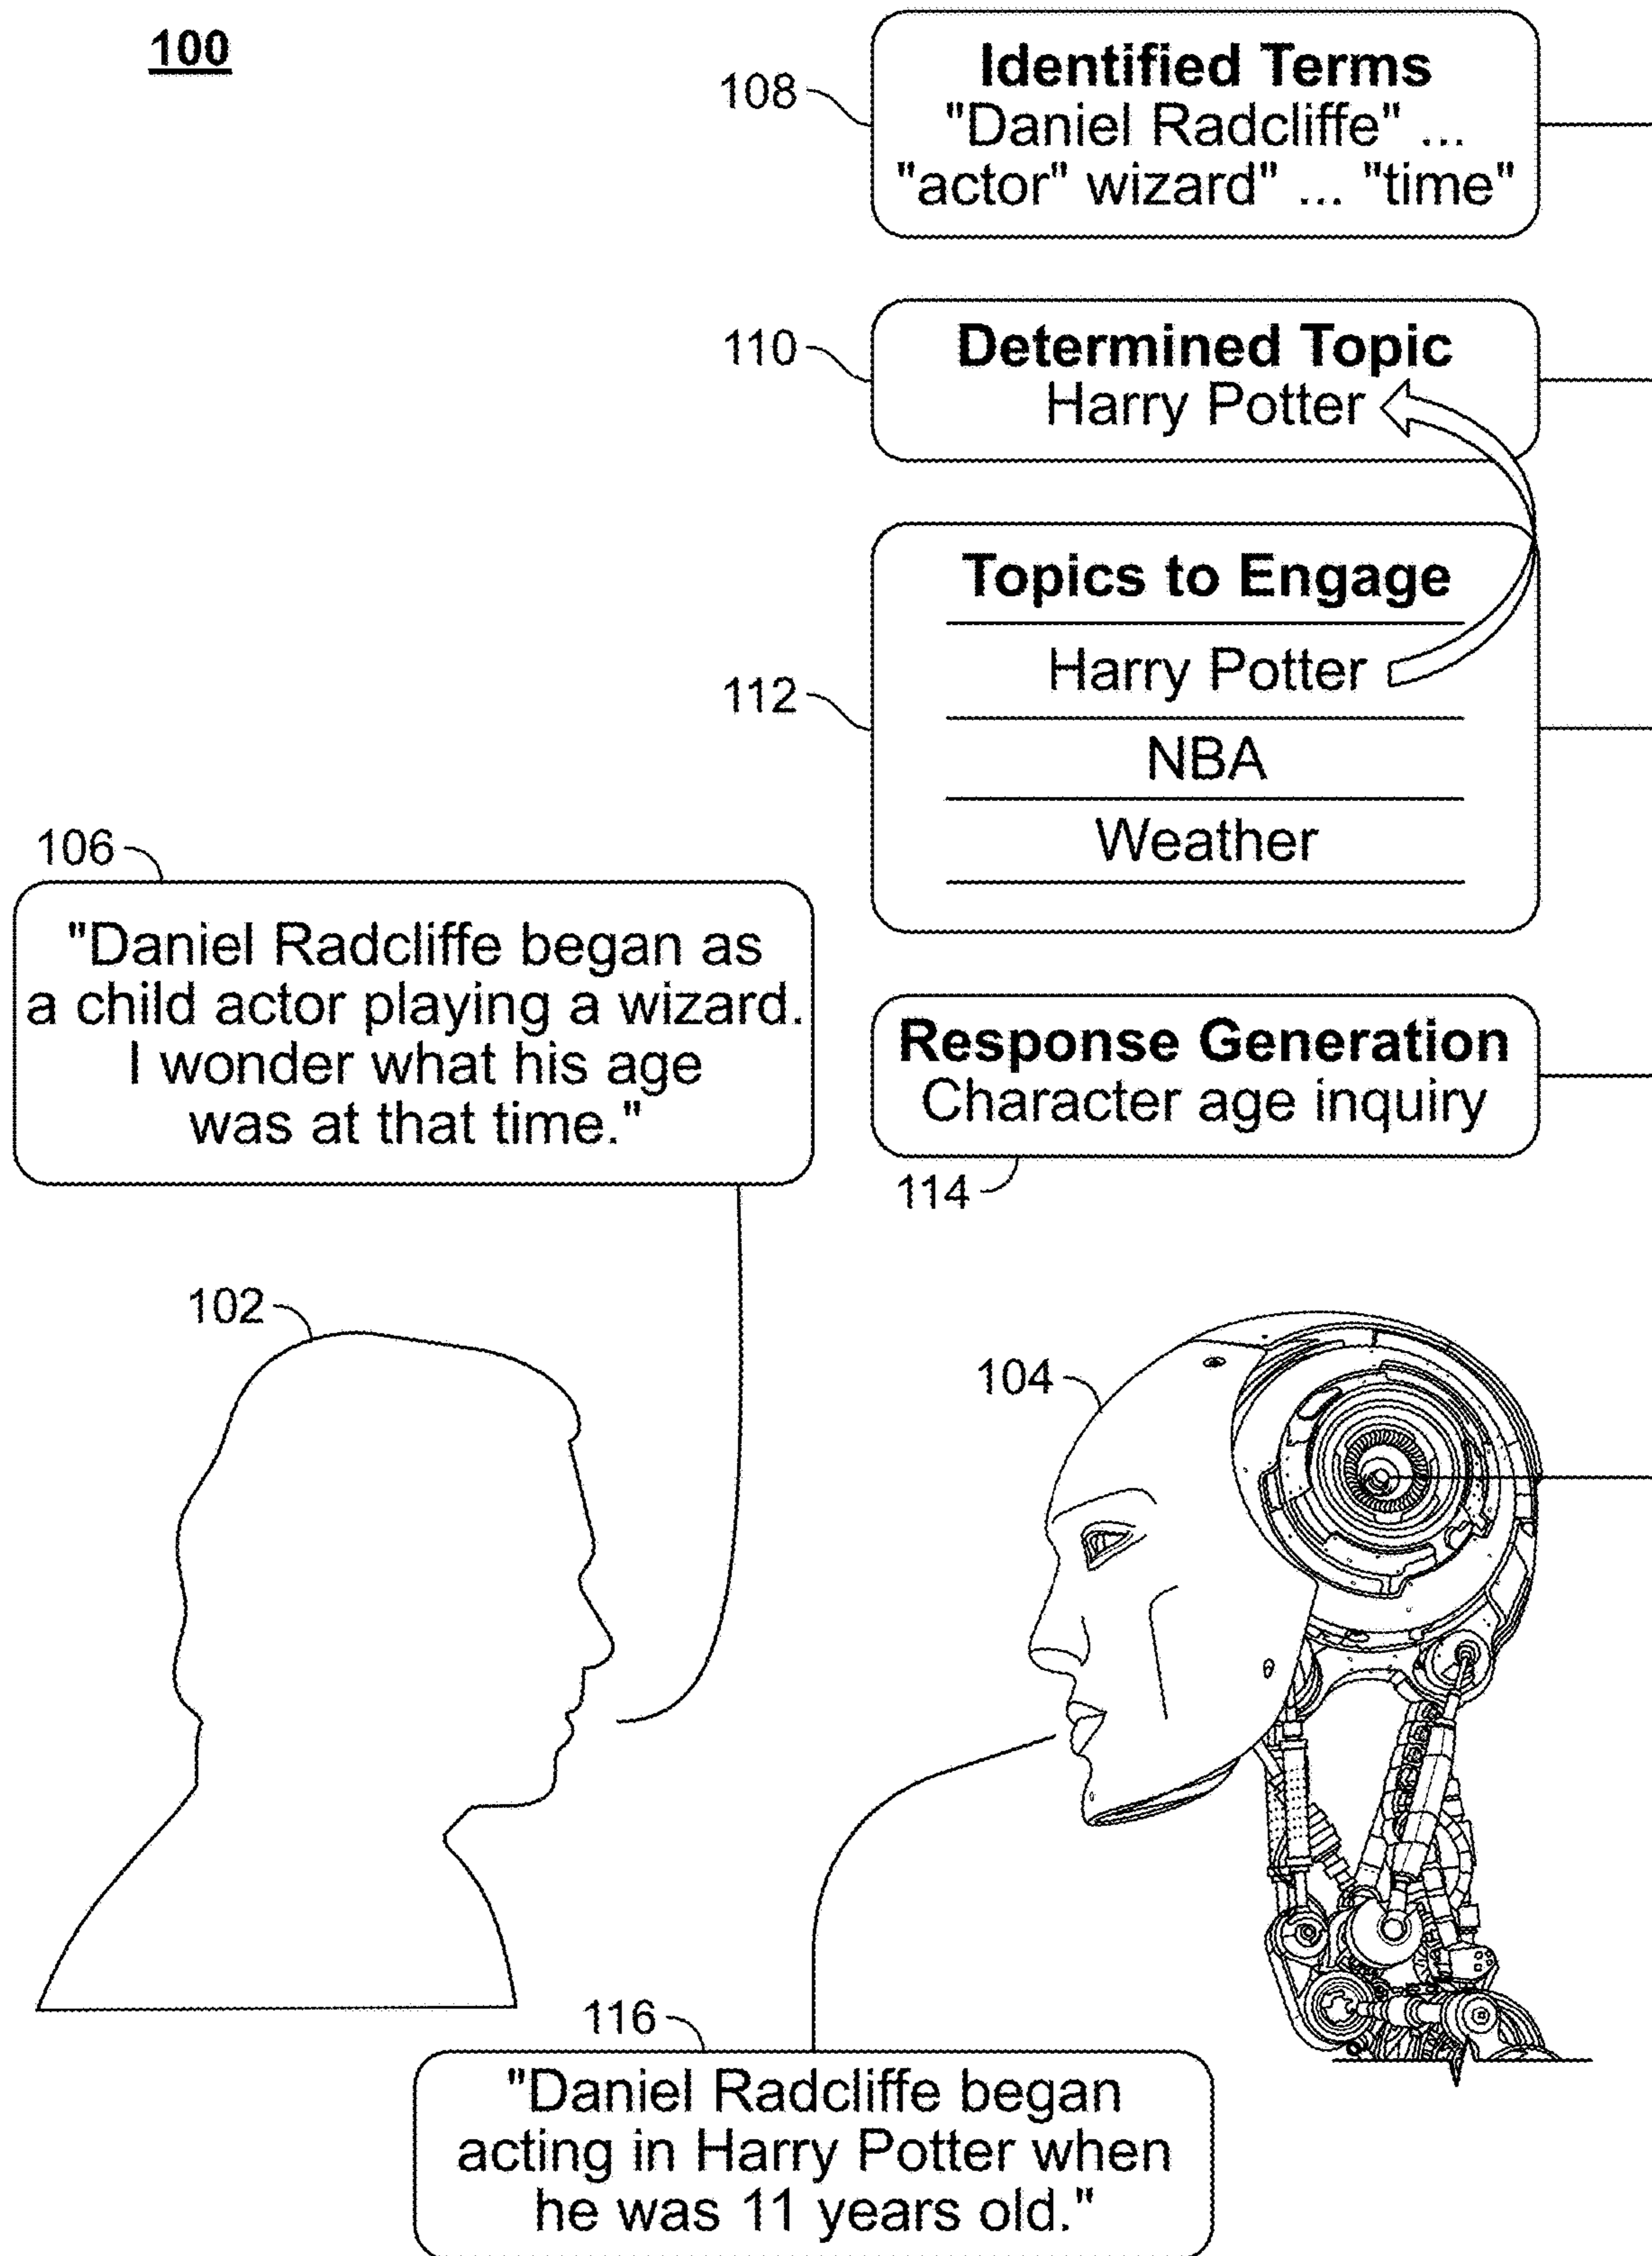 100
108
Identified Terms
"Daniel Radcliffe" ...
"actor" wizard" ... "time"
110
Determined Topic
Harry Potter
112
Topics to Engage
Harry Potter
NBA
Weather
106
"Daniel Radcliffe began as
a child actor playing a wizard.
I wonder what his age
was at that time."
Response Generation
Character age inquiry
114
102
104
116
"Daniel Radcliffe began
acting in Harry Potter when
he was 11 years old."